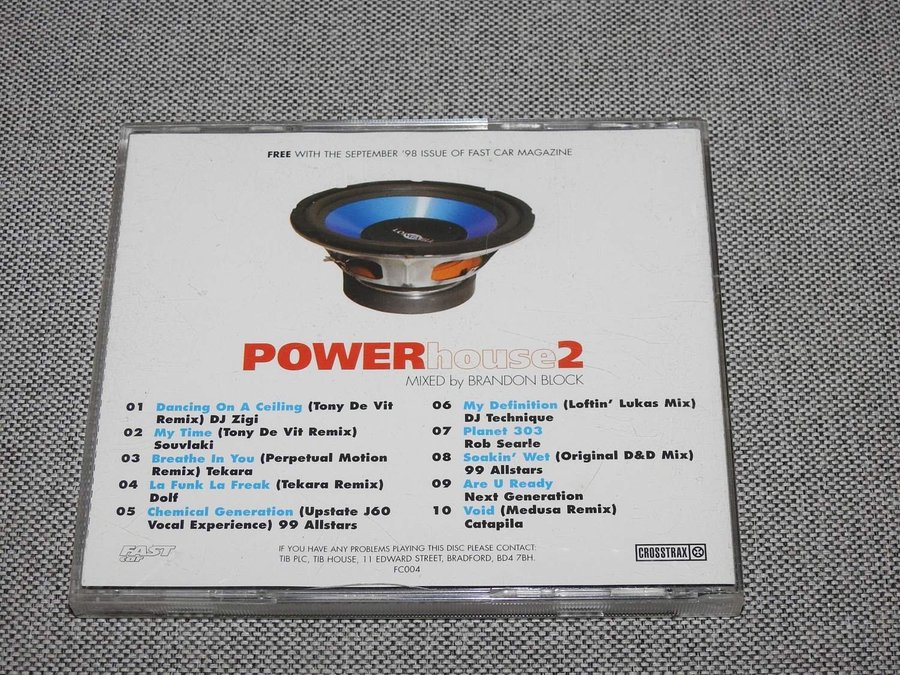 FREE WITH THE SEPTEMBER '98 ISSUE OF FAST CAR MAGAZINE
POWERhouse2
MIXED by BRANDON BLOCK
01 Dancing On A Ceiling (Tony De Vit
Remix) DJ Zigi
02 My Time (Tony De Vit Remix)
Souvlaki
03 Breathe In You (Perpetual Motion
Remix) Tekara
04 La Funk La Freak (Tekara Remix)
Dolf
05 Chemical Generation (Upstate J60
Vocal Experience) 99 Allstars
06 My Definition (Loftin' Lukas Mix)
DJ Technique
07 Planet 303
Rob Searle
08 Soakin' Wet (Original D&D Mix)
99 Allstars
09 Are U Ready
Next Generation
10 Void (Medusa Remix)
Catapila
FAST car
IF YOU HAVE ANY PROBLEMS PLAYING THIS DISC PLEASE CONTACT:
TIB PLC, TIB HOUSE, 11 EDWARD STREET, BRADFORD, BD4 7BH.
FC004
CROSSTRAX